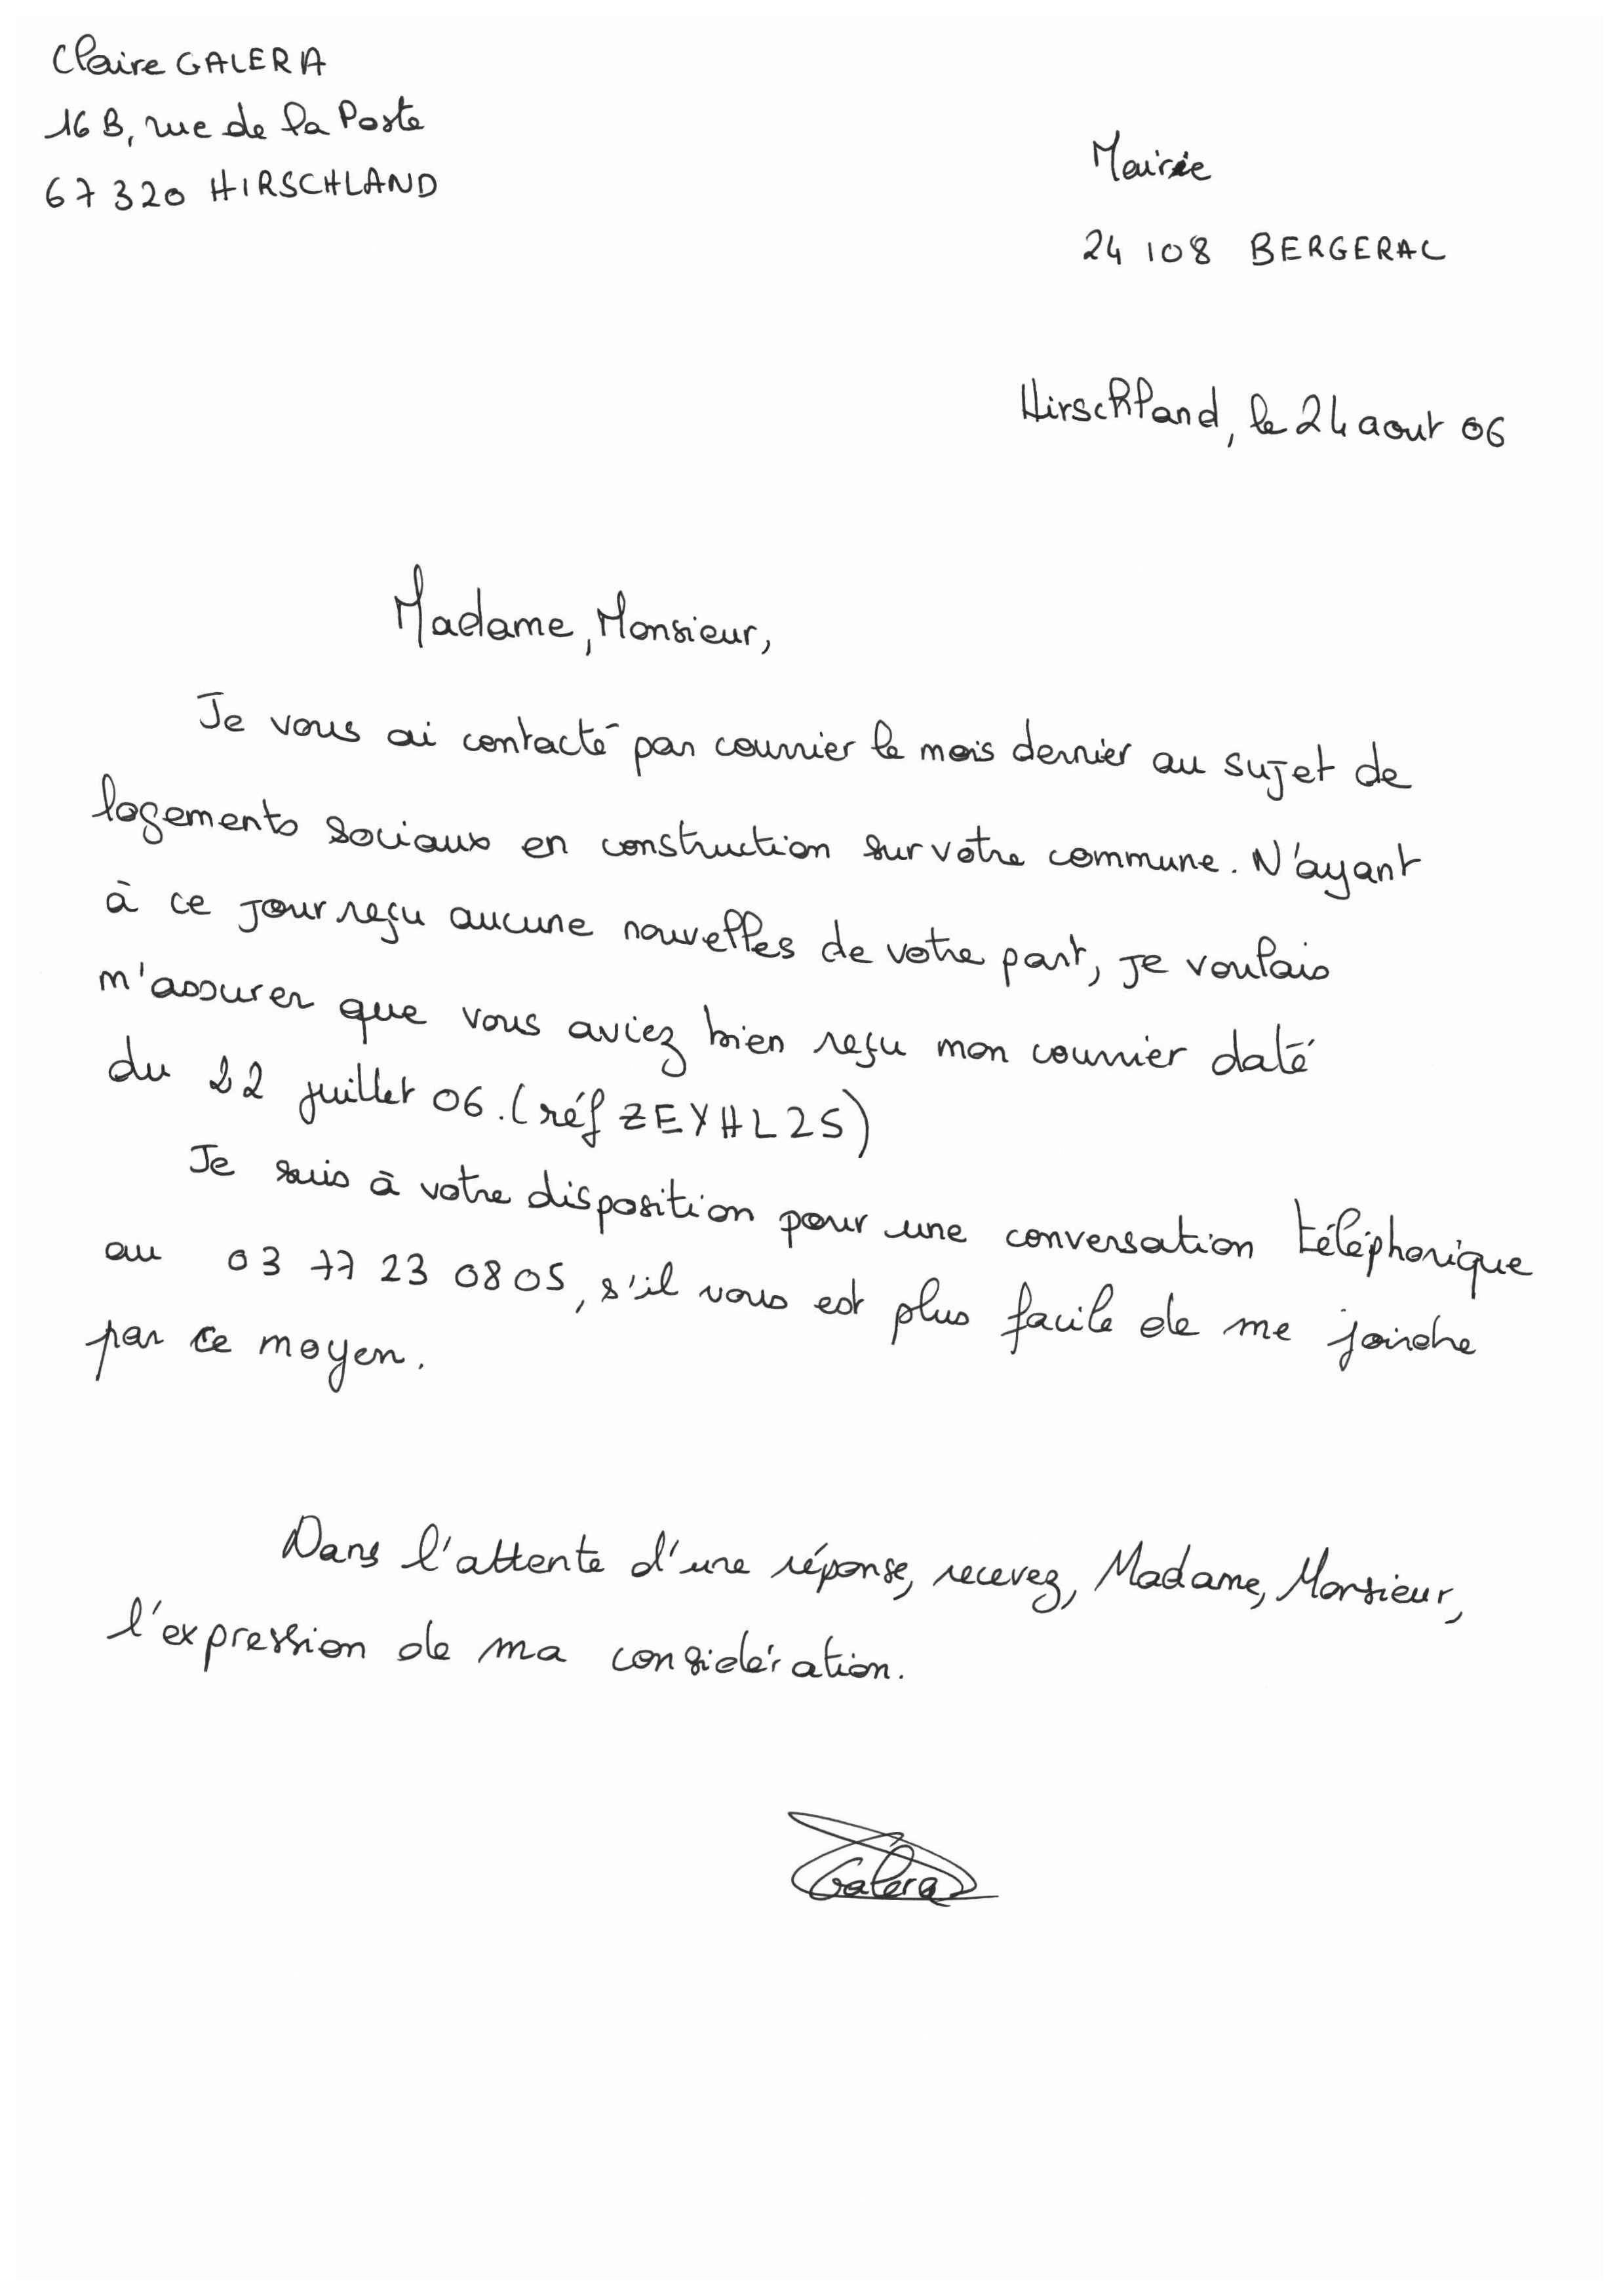 Claire GALERA
16 B, rue de la Poste
67 320 HIRSCHLAND
Mairie
24 108 BERGERAC
Hirschland, le 24 aout 06
Madame, Monsieur,
Je vous ai contacté par courrier le mois dernier au sujet de
logements sociaux en construction sur votre commune. N'ayant
à ce jour reçu aucune nouvelles de votre part, je voulais
m'assurer que vous aviez bien reçu mon courrier daté
du 22 juillet 06. (réf ZEYHL2S)
Je suis à votre disposition pour une conversation téléphonique
au 03 77 23 08 05, s'il vous est plus facile de me joindre
par ce moyen.
Dans l'attente d'une réponse, recevez, Madame, Monsieur,
l'expression de ma considération.
Galera